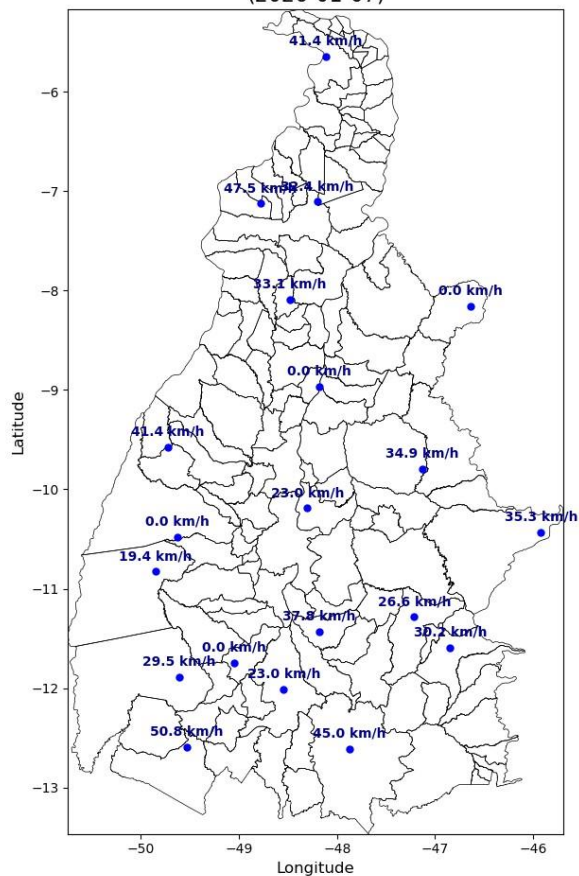 41.4 km/h
−6
47.5 km/h
32.4 km/h
−7
33.1 km/h
0.0 km/h
−8
0.0 km/h
−9
41.4 km/h
34.9 km/h
23.0 km/h
−10
0.0 km/h
35.3 km/h
19.4 km/h
−11
26.6 km/h
37.8 km/h
30.2 km/h
0.0 km/h
29.5 km/h
23.0 km/h
−12
50.8 km/h
45.0 km/h
−13
Latitude
−50
−49
−48
−47
−46
Longitude